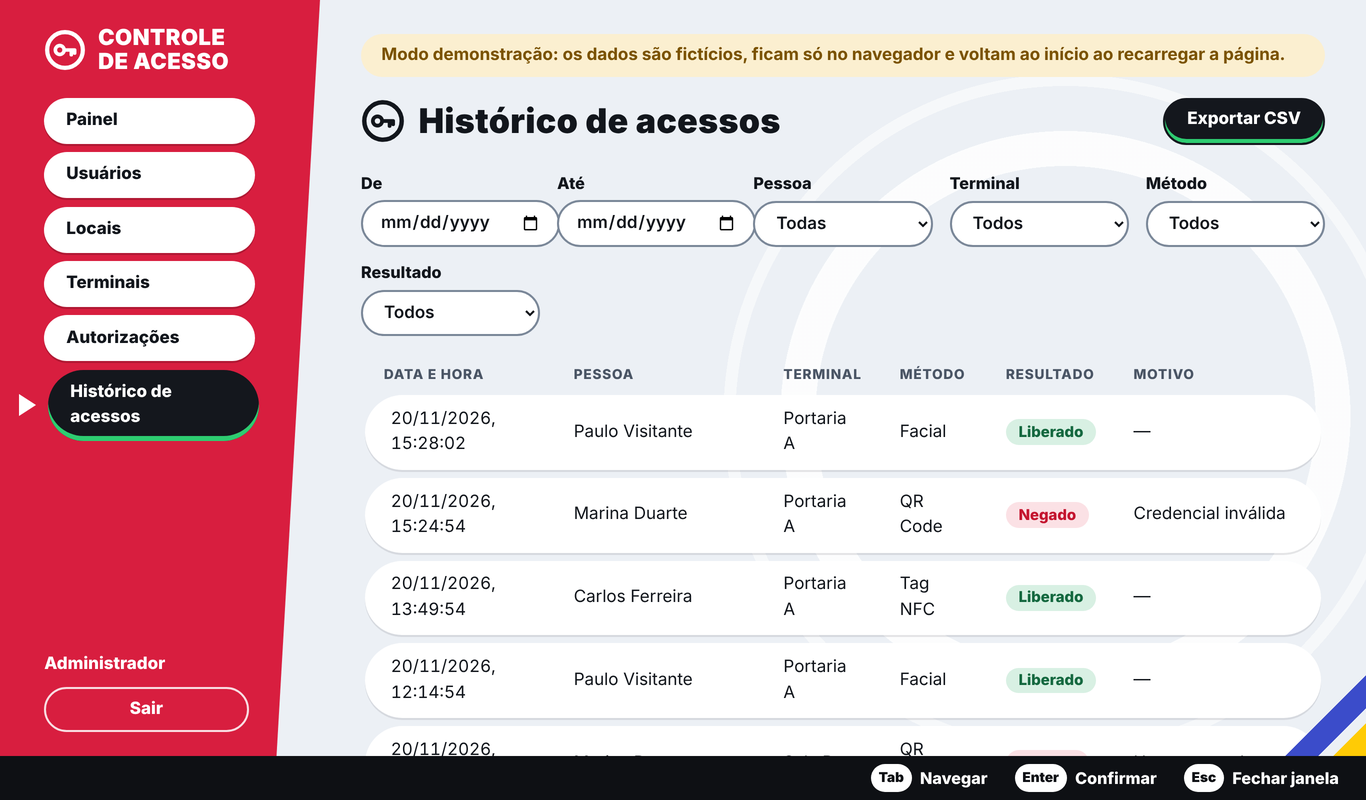 CONTROLE
DE ACESSO
Painel
Usuários
Locais
Terminais
Autorizações
Histórico de
acessos
Administrador
Sair
Modo demonstração: os dados são fictícios, ficam só no navegador e voltam ao início ao recarregar a página.
Histórico de acessos
Exportar CSV
De
Até
Pessoa
Terminal
Método
mm/dd/yyyy
mm/dd/yyyy
Todas
Todos
Todos
Resultado
Todos
DATA E HORA PESSOA TERMINAL MÉTODO RESULTADO MOTIVO
20/11/2026,
15:28:02
Paulo Visitante
Portaria
A
Facial
Liberado
—
20/11/2026,
15:24:54
Marina Duarte
Portaria
A
QR
Code
Negado
Credencial inválida
20/11/2026,
13:49:54
Carlos Ferreira
Portaria
A
Tag
NFC
Liberado
—
20/11/2026,
12:14:54
Paulo Visitante
Portaria
A
Facial
Liberado
—
20/11/2026,
QR
Tab Navegar
Enter Confirmar
Esc Fechar janela